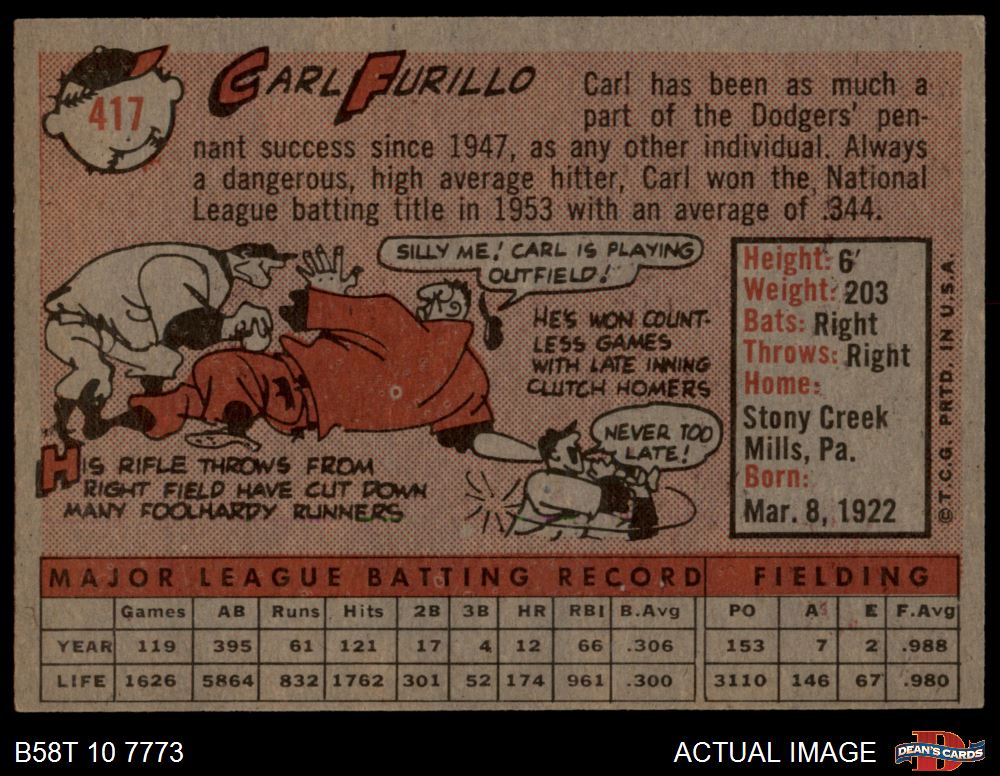 417
CARL FURILLO
Carl has been as much a
part of the Dodgers' pen-
nant success since 1947, as any other individual. Always
a dangerous, high average hitter, Carl won the National
League batting title in 1953 with an average of .344.
SILLY ME! CARL IS PLAYING
OUTFIELD!
HE'S WON COUNT-
LESS GAMES
WITH LATE INNING
CLUTCH HOMERS
NEVER TOO
LATE!
HIS RIFLE THROWS FROM
RIGHT FIELD HAVE CUT DOWN
MANY FOOLHARDY RUNNERS
Height: 6'
Weight: 203
Bats: Right
Throws: Right
Home:
Stony Creek
Mills, Pa.
Born:
Mar. 8, 1922
© T.C.G. PRTD. IN U.S.A.
MAJOR LEAGUE BATTING RECORD FIELDING
Games AB Runs Hits 2B 3B HR RBI B.Avg PO A E F.Avg
YEAR 119 395 61 121 17 4 12 66 .306 153 7 2 .988
LIFE 1626 5864 832 1762 301 52 174 961 .300 3110 146 67 .980
B58T 10 7773
ACTUAL IMAGE
DEAN'S CARDS